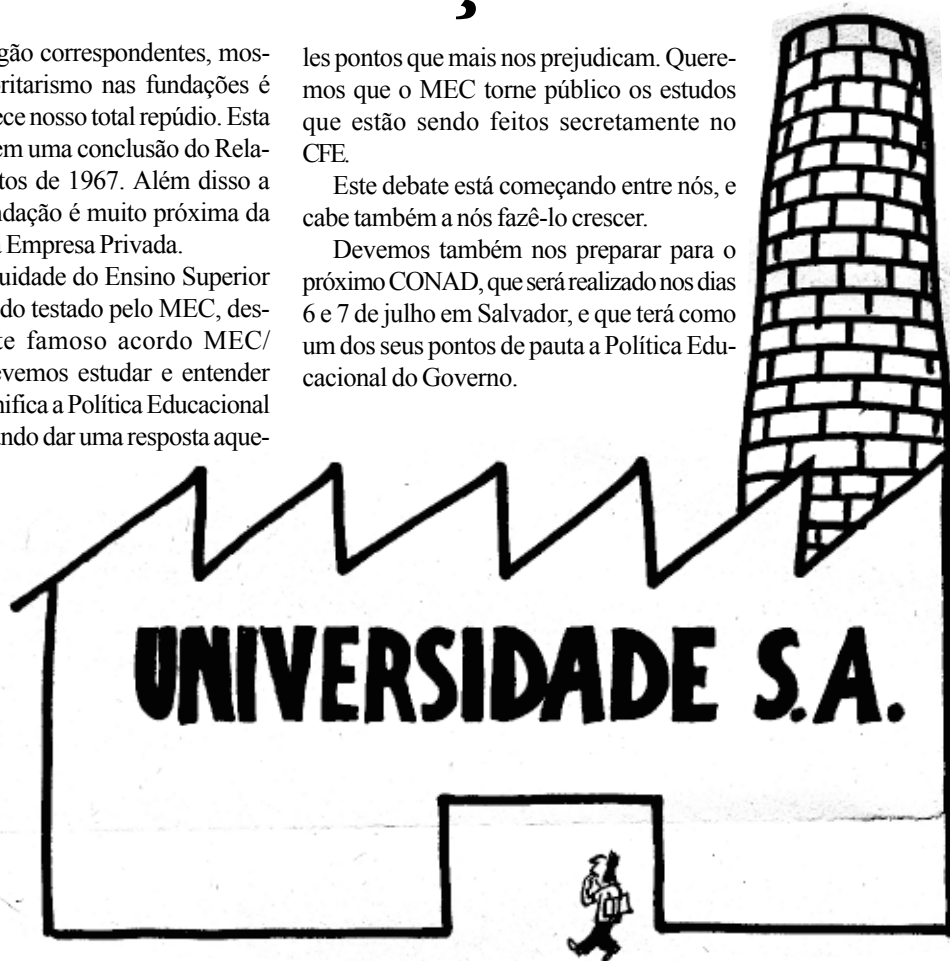 gão correspondentes, mos-
ritarismo nas fundações é
ece nosso total repúdio. Esta
em uma conclusão do Rela-
tos de 1967. Além disso a
ndação é muito próxima da
a Empresa Privada.
uidade do Ensino Superior
do testado pelo MEC, des-
te famoso acordo MEC/
evemos estudar e entender
nifica a Política Educacional
ando dar uma resposta aque-
les pontos que mais nos prejudicam. Quere-
mos que o MEC torne público os estudos
que estão sendo feitos secretamente no
CFE.
Este debate está começando entre nós, e
cabe também a nós fazê-lo crescer.
Devemos também nos preparar para o
próximo CONAD, que será realizado nos dias
6 e 7 de julho em Salvador, e que terá como
um dos seus pontos de pauta a Política Edu-
cacional do Governo.
UNIVERSIDADE S.A.